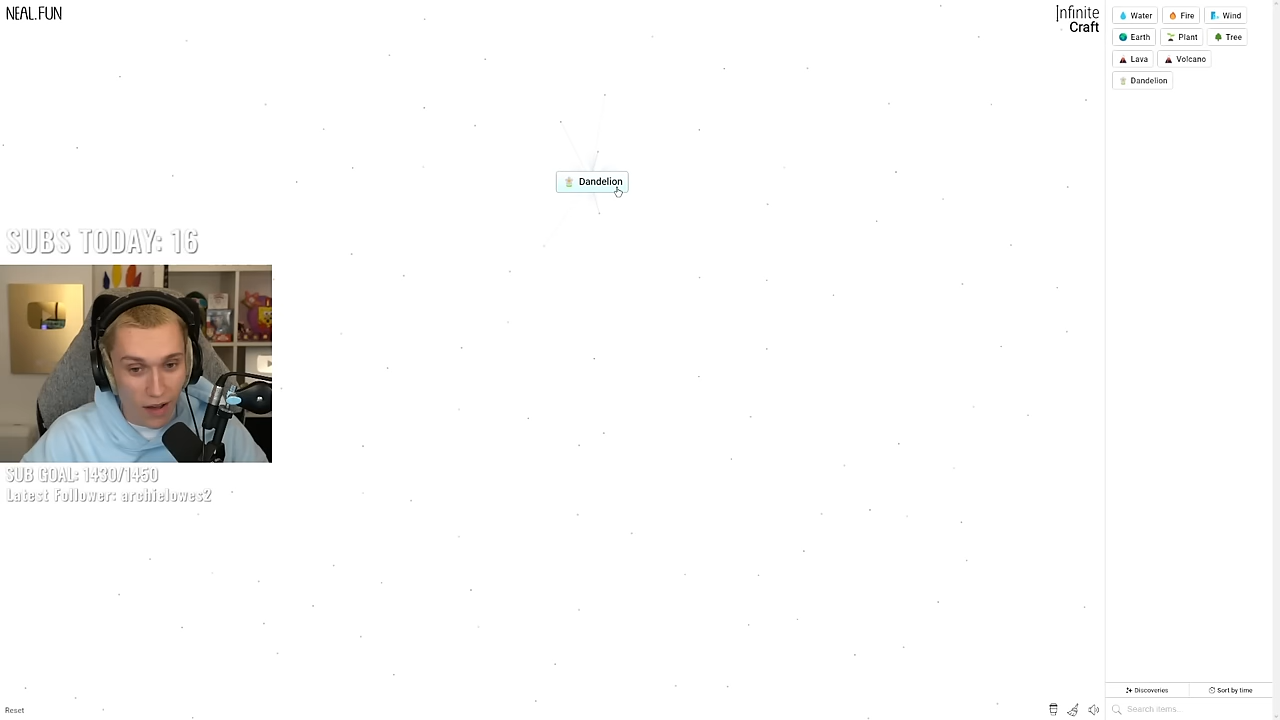 NEAL.FUN
Infinite
Craft
Water
Fire
Wind
Earth
Plant
Tree
Lava
Volcano
Dandelion
Dandelion
SUBS TODAY: 16
SUB GOAL: 1430/1450
Latest Follower: archielowes2
Reset
Discoveries
Sort by time
Search items...